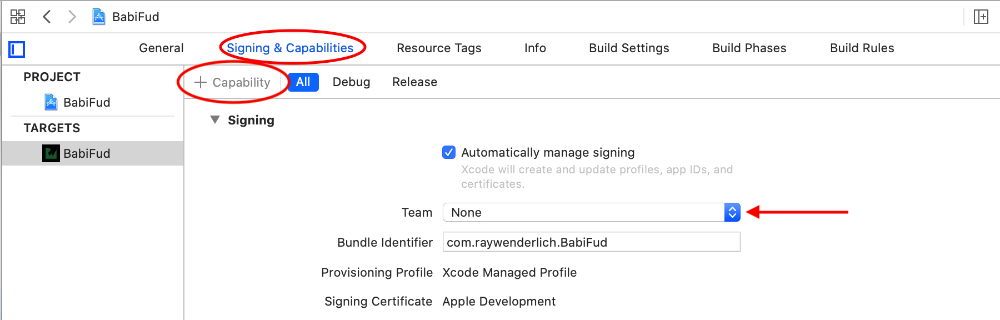 BabiFud
General Signing & Capabilities Resource Tags Info Build Settings Build Phases Build Rules
PROJECT
BabiFud
TARGETS
BabiFud
+ Capability All Debug Release
Signing
Automatically manage signing
Xcode will create and update profiles, app IDs, and
certificates.
Team None
Bundle Identifier com.raywenderlich.BabiFud
Provisioning Profile Xcode Managed Profile
Signing Certificate Apple Development